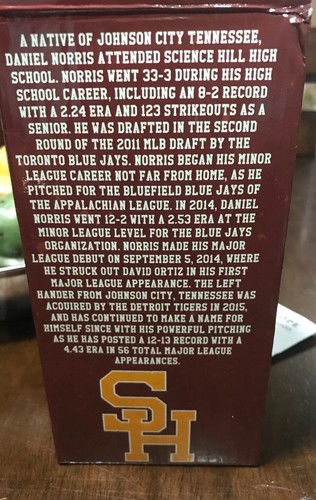 A NATIVE OF JOHNSON CITY TENNESSEE,
DANIEL NORRIS ATTENDED SCIENCE HILL HIGH
SCHOOL. NORRIS WENT 33-3 DURING HIS HIGH
SCHOOL CAREER, INCLUDING AN 8-2 RECORD
WITH A 2.24 ERA AND 123 STRIKEOUTS AS A
SENIOR. HE WAS DRAFTED IN THE SECOND
ROUND OF THE 2011 MLB DRAFT BY THE
TORONTO BLUE JAYS. NORRIS BEGAN HIS MINOR
LEAGUE CAREER NOT FAR FROM HOME, AS HE
PITCHED FOR THE BLUEFIELD BLUE JAYS OF
THE APPALACHIAN LEAGUE. IN 2014, DANIEL
NORRIS WENT 12-2 WITH A 2.53 ERA AT THE
MINOR LEAGUE LEVEL FOR THE BLUE JAYS
ORGANIZATION. NORRIS MADE HIS MAJOR
LEAGUE DEBUT ON SEPTEMBER 5, 2014, WHERE
HE STRUCK OUT DAVID ORTIZ IN HIS FIRST
MAJOR LEAGUE APPEARANCE. THE LEFT
HANDER FROM JOHNSON CITY, TENNESSEE WAS
ACQUIRED BY THE DETROIT TIGERS IN 2015,
AND HAS CONTINUED TO MAKE A NAME FOR
HIMSELF SINCE WITH HIS POWERFUL PITCHING
AS HE HAS POSTED A 12-13 RECORD WITH A
4.43 ERA IN 56 TOTAL MAJOR LEAGUE
APPEARANCES.
SH